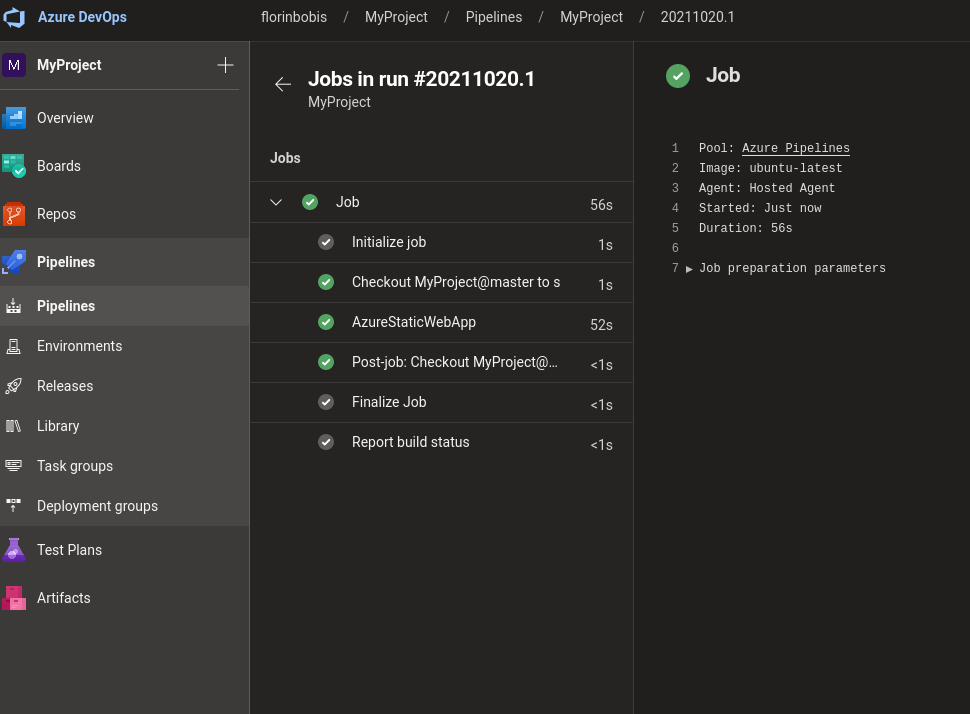 Azure DevOps
florinbobis / MyProject / Pipelines / MyProject / 20211020.1
M MyProject
Overview
Boards
Repos
Pipelines
Pipelines
Environments
Releases
Library
Task groups
Deployment groups
Test Plans
Artifacts
Jobs in run #20211020.1
MyProject
Jobs
Job 56s
Initialize job 1s
Checkout MyProject@master to s 1s
AzureStaticWebApp 52s
Post-job: Checkout MyProject@... <1s
Finalize Job <1s
Report build status <1s
Job
1 Pool: Azure Pipelines
2 Image: ubuntu-latest
3 Agent: Hosted Agent
4 Started: Just now
5 Duration: 56s
6
7 ▶ Job preparation parameters